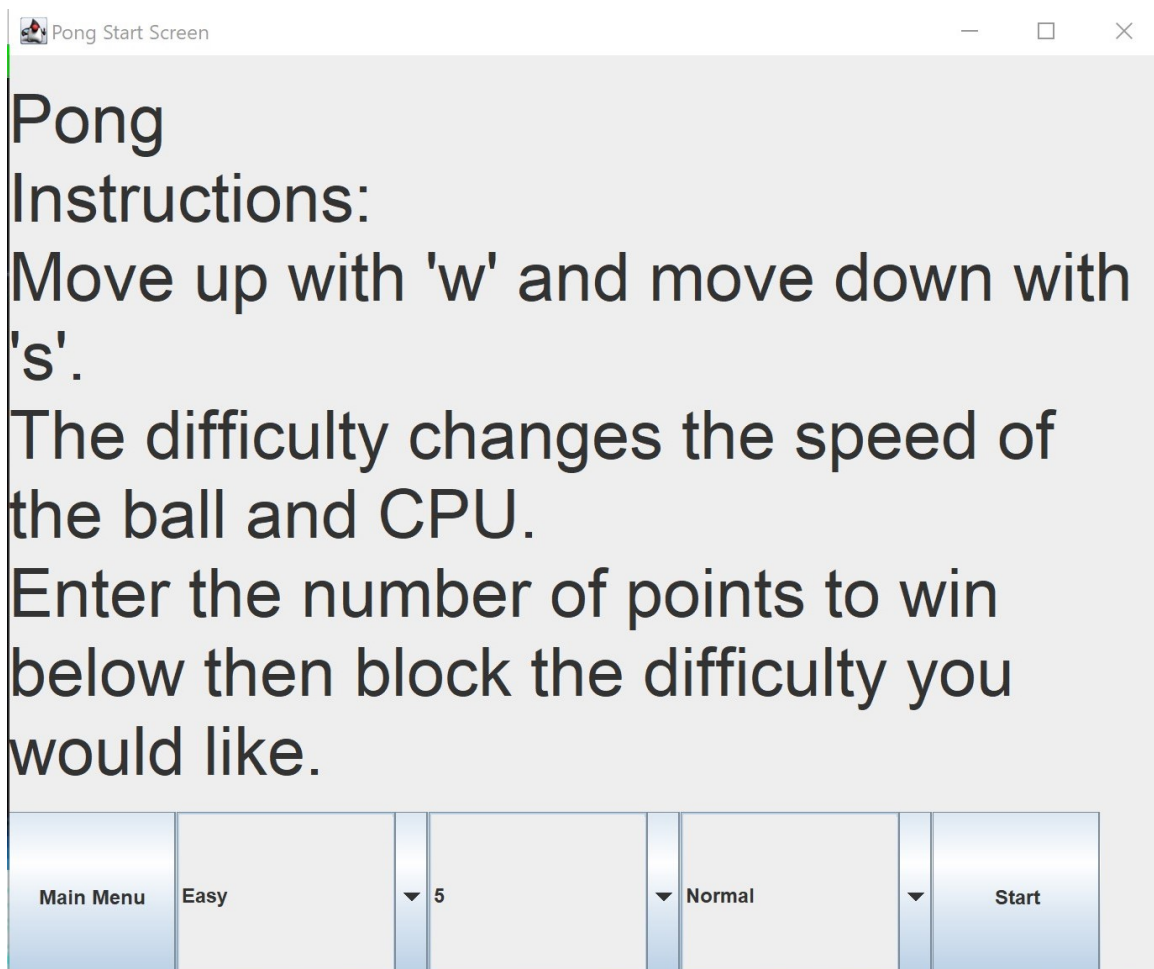 Pong Start Screen
Pong
Instructions:
Move up with 'w' and move down with
's'.
The difficulty changes the speed of
the ball and CPU.
Enter the number of points to win
below then block the difficulty you
would like.
Main Menu Easy 5 Normal Start